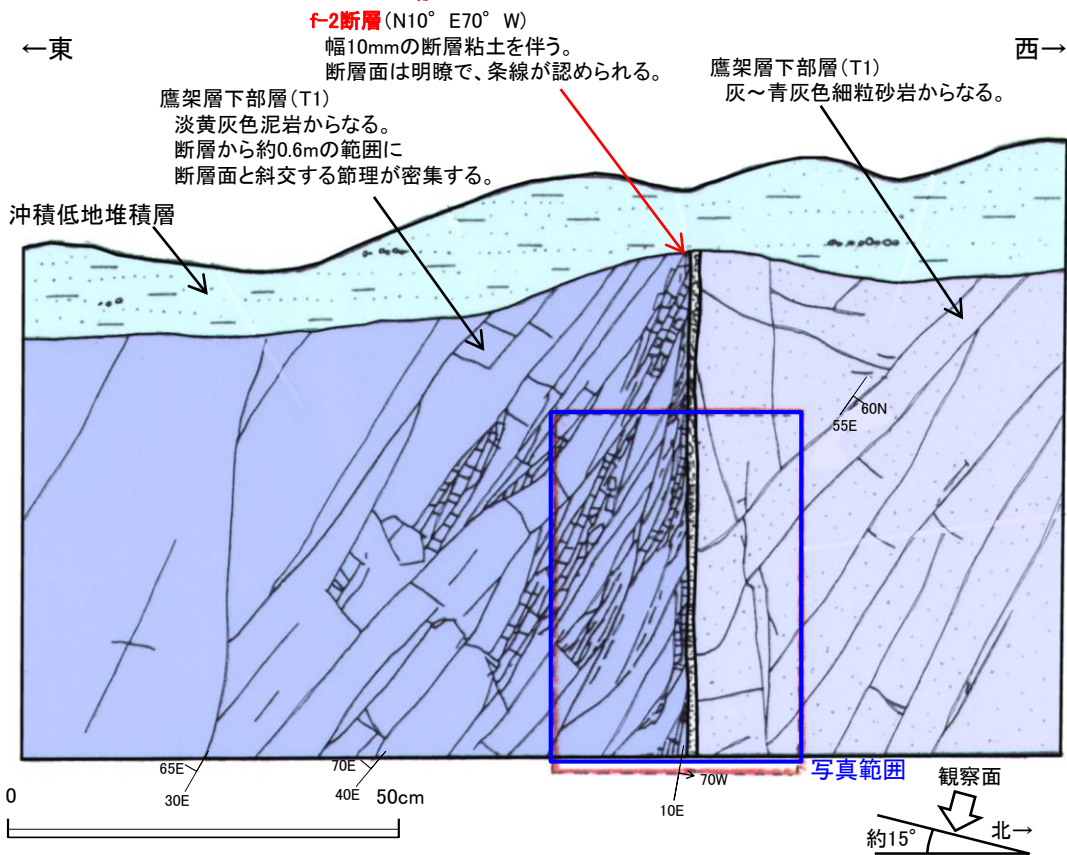 f-2断層(N10° E70° W)
幅10mmの断層粘土を伴う。
断層面は明瞭で、条線が認められる。
←東
西→
鷹架層下部層(T1)
淡黄灰色泥岩からなる。
断層から約0.6mの範囲に
断層面と斜交する節理が密集する。
鷹架層下部層(T1)
灰～青灰色細粒砂岩からなる。
沖積低地堆積層
60N
55E
65E
30E
70E
40E
70W
10E
写真範囲
0
50cm
観察面
約15°
北→